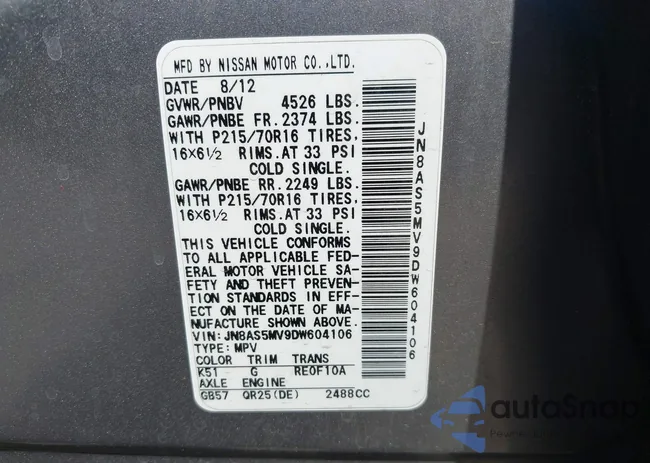 MFD BY NISSAN MOTOR CO.,LTD.
DATE 8/12
GVWR/PNBV 4526 LBS.
GAWR/PNBE FR. 2374 LBS.
WITH P215/70R16 TIRES.
16X6½ RIMS.AT 33 PSI
COLD SINGLE.
GAWR/PNBE RR. 2249 LBS.
WITH P215/70R16 TIRES.
16X6½ RIMS.AT 33 PSI
COLD SINGLE.
THIS VEHICLE CONFORMS
TO ALL APPLICABLE FED-
ERAL MOTOR VEHICLE SA-
FETY AND THEFT PREVEN-
TION STANDARDS IN EFF-
ECT ON THE DATE OF MA-
NUFACTURE SHOWN ABOVE.
VIN: JN8AS5MV9DW604106
TYPE: MPV
COLOR TRIM TRANS
K51 G RE0F10A
AXLE ENGINE
GB57 QR25(DE) 2488CC
JN8AS5MV9DW604106
autoSnap